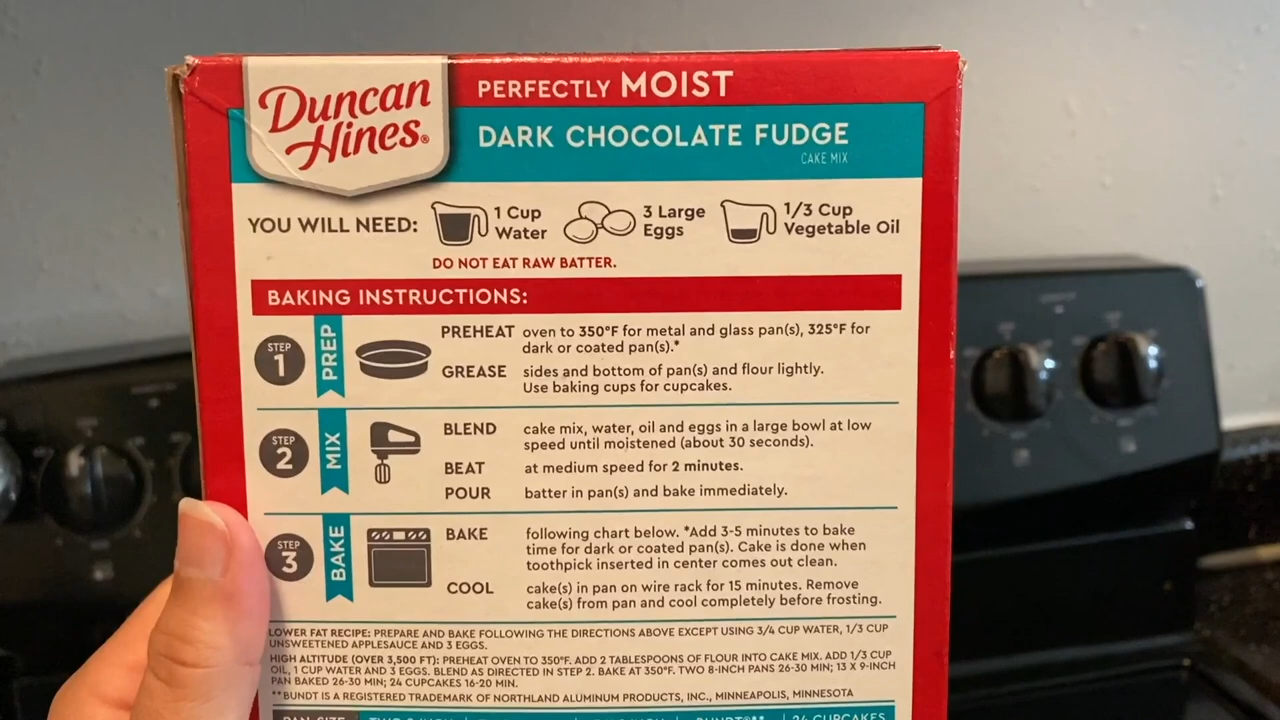 Duncan
Hines®
PERFECTLY MOIST
DARK CHOCOLATE FUDGE
CAKE MIX
YOU WILL NEED:
1 Cup
Water
3 Large
Eggs
1/3 Cup
Vegetable Oil
DO NOT EAT RAW BATTER.
BAKING INSTRUCTIONS:
STEP
1
PREP
PREHEAT oven to 350°F for metal and glass pan(s), 325°F for
dark or coated pan(s).*
GREASE sides and bottom of pan(s) and flour lightly.
Use baking cups for cupcakes.
STEP
2
MIX
BLEND cake mix, water, oil and eggs in a large bowl at low
speed until moistened (about 30 seconds).
BEAT at medium speed for 2 minutes.
POUR batter in pan(s) and bake immediately.
STEP
3
BAKE
BAKE following chart below. *Add 3-5 minutes to bake
time for dark or coated pan(s). Cake is done when
toothpick inserted in center comes out clean.
COOL cake(s) in pan on wire rack for 15 minutes. Remove
cake(s) from pan and cool completely before frosting.
LOWER FAT RECIPE: PREPARE AND BAKE FOLLOWING THE DIRECTIONS ABOVE EXCEPT USING 3/4 CUP WATER, 1/3 CUP
UNSWEETENED APPLESAUCE AND 3 EGGS.
HIGH ALTITUDE (OVER 3,500 FT): PREHEAT OVEN TO 350°F. ADD 2 TABLESPOONS OF FLOUR INTO CAKE MIX. ADD 1/3 CUP
OIL, 1 CUP WATER AND 3 EGGS. BLEND AS DIRECTED IN STEP 2. BAKE AT 350°F. TWO 8-INCH PANS 26-30 MIN; 13 X 9-INCH
PAN BAKED 26-30 MIN; 24 CUPCAKES 16-20 MIN.
**BUNDT IS A REGISTERED TRADEMARK OF NORTHLAND ALUMINUM PRODUCTS, INC., MINNEAPOLIS, MINNESOTA
PAN SIZE BUNDT®** 24 CUPCAKES